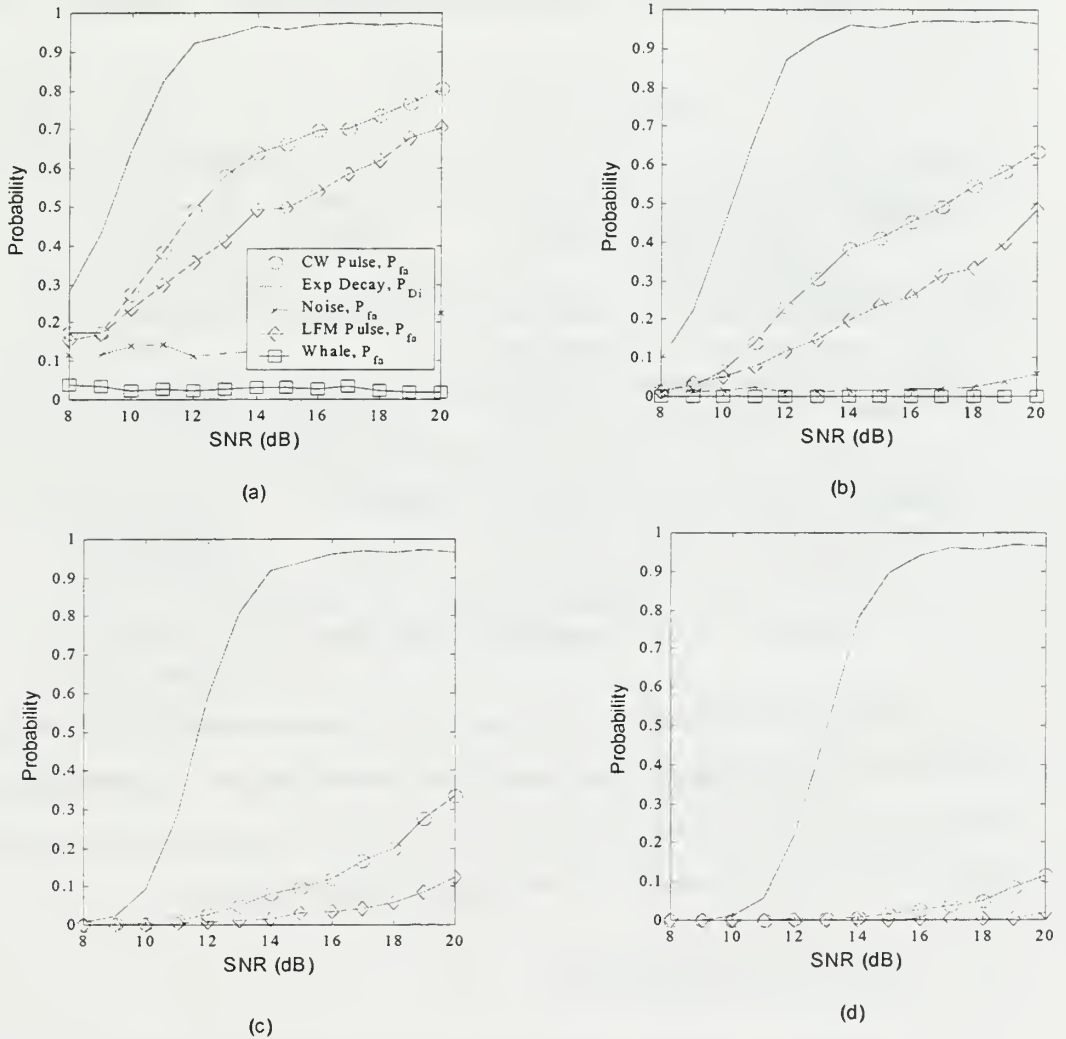 1
0.9
0.8
0.7
0.6
0.5
0.4
0.3
0.2
0.1
0
Probability
8 10 12 14 16 18 20
SNR (dB)
CW Pulse, P_fa
Exp Decay, P_Di
Noise, P_fa
LFM Pulse, P_fa
Whale, P_fa
(a)
1
0.9
0.8
0.7
0.6
0.5
0.4
0.3
0.2
0.1
0
Probability
8 10 12 14 16 18 20
SNR (dB)
(b)
1
0.9
0.8
0.7
0.6
0.5
0.4
0.3
0.2
0.1
0
Probability
8 10 12 14 16 18 20
SNR (dB)
(c)
1
0.9
0.8
0.7
0.6
0.5
0.4
0.3
0.2
0.1
0
Probability
8 10 12 14 16 18 20
SNR (dB)
(d)